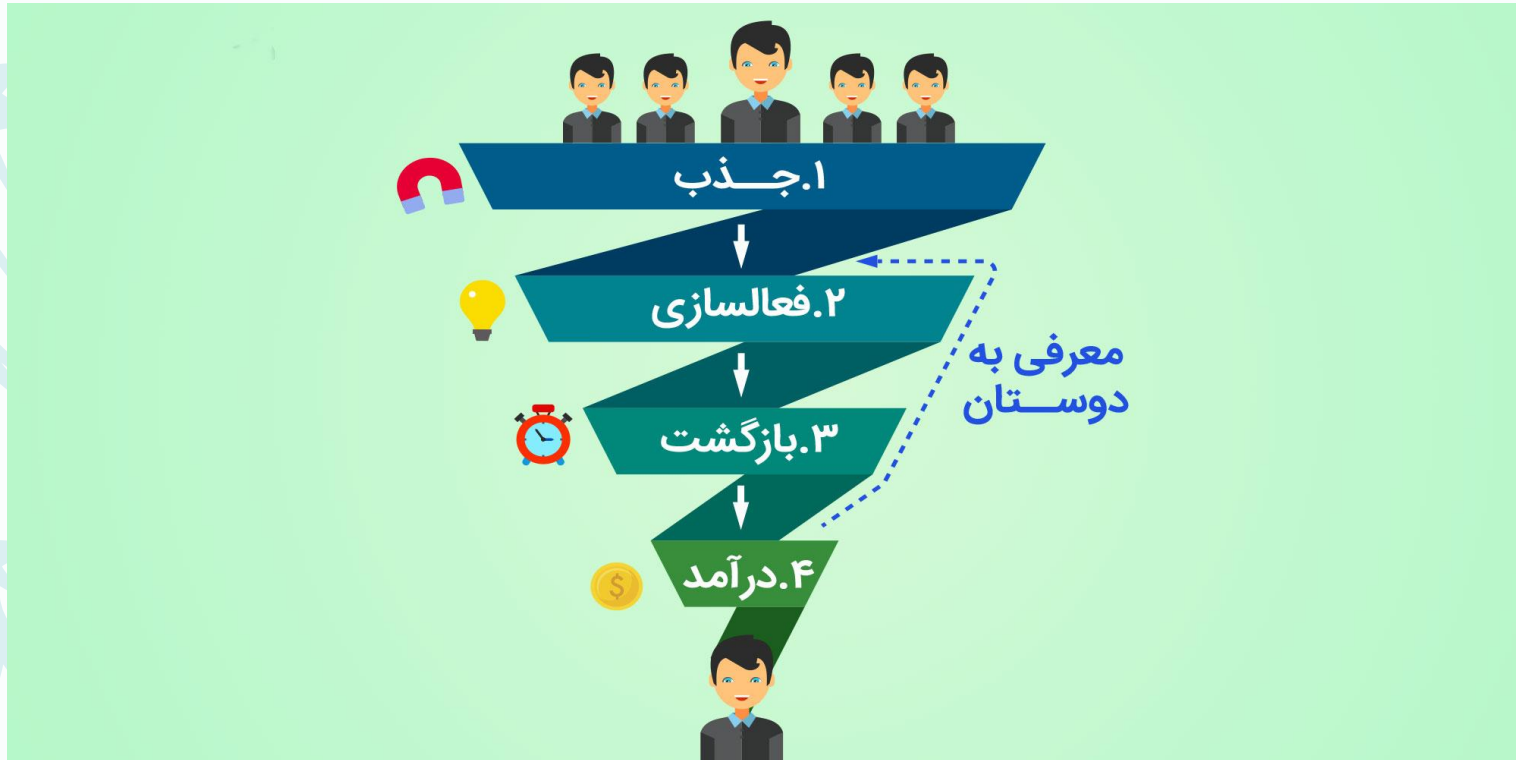 ۱.جـــذب
۲.فعالسازی
معرفی به
دوســـتان
۳.بازگشت
۴.درآمد